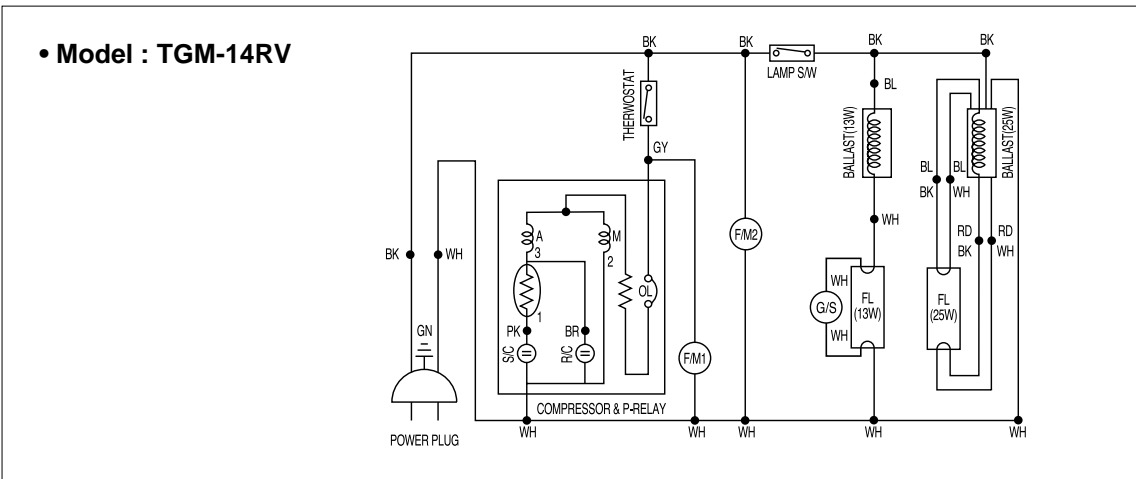 • Model : TGM-14RV
BK
BK
BK
BK
LAMP S/W
THERWOSTAT
BL
BALLAST(13W)
BALLAST(25W)
GY
BL
BL
BK
WH
WH
RD
RD
BK
WH
A
3
M
2
F/M2
BK
WH
OL
WH
G/S
WH
FL
(13W)
FL
(25W)
1
PK
BR
S/C
R/C
GN
F/M1
COMPRESSOR & P-RELAY
POWER PLUG
WH
WH
WH
WH
WH